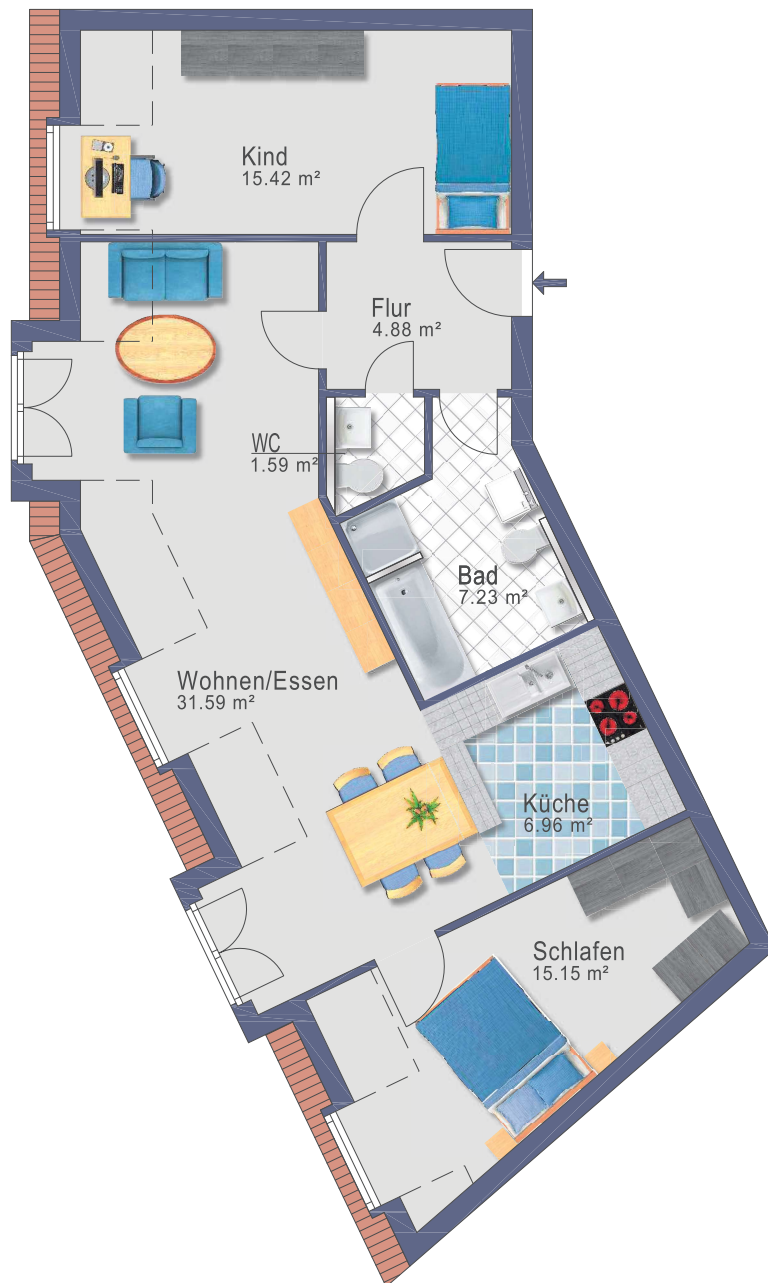 Kind
15.42 m²
Flur
4.88 m²
WC
1.59 m²
Bad
7.23 m²
Wohnen/Essen
31.59 m²
Küche
6.96 m²
Schlafen
15.15 m²